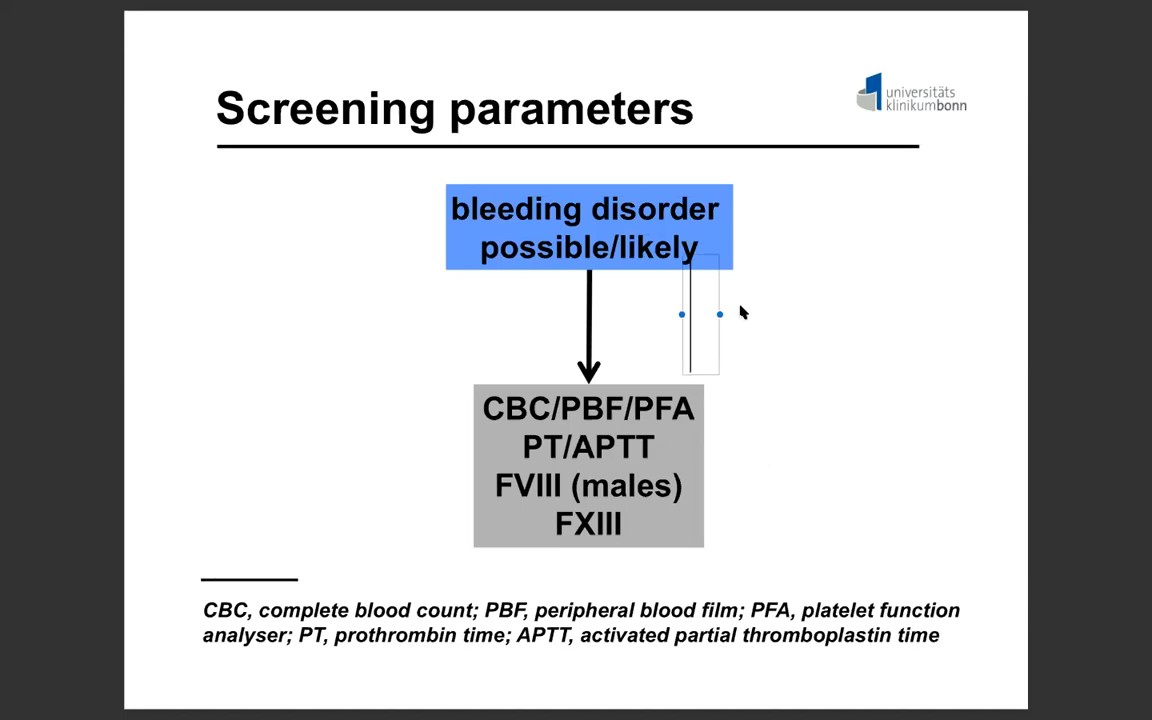 Screening parameters
universitäts
klinikumbonn
bleeding disorder
possible/likely
CBC/PBF/PFA
PT/APTT
FVIII (males)
FXIII
CBC, complete blood count; PBF, peripheral blood film; PFA, platelet function
analyser; PT, prothrombin time; APTT, activated partial thromboplastin time